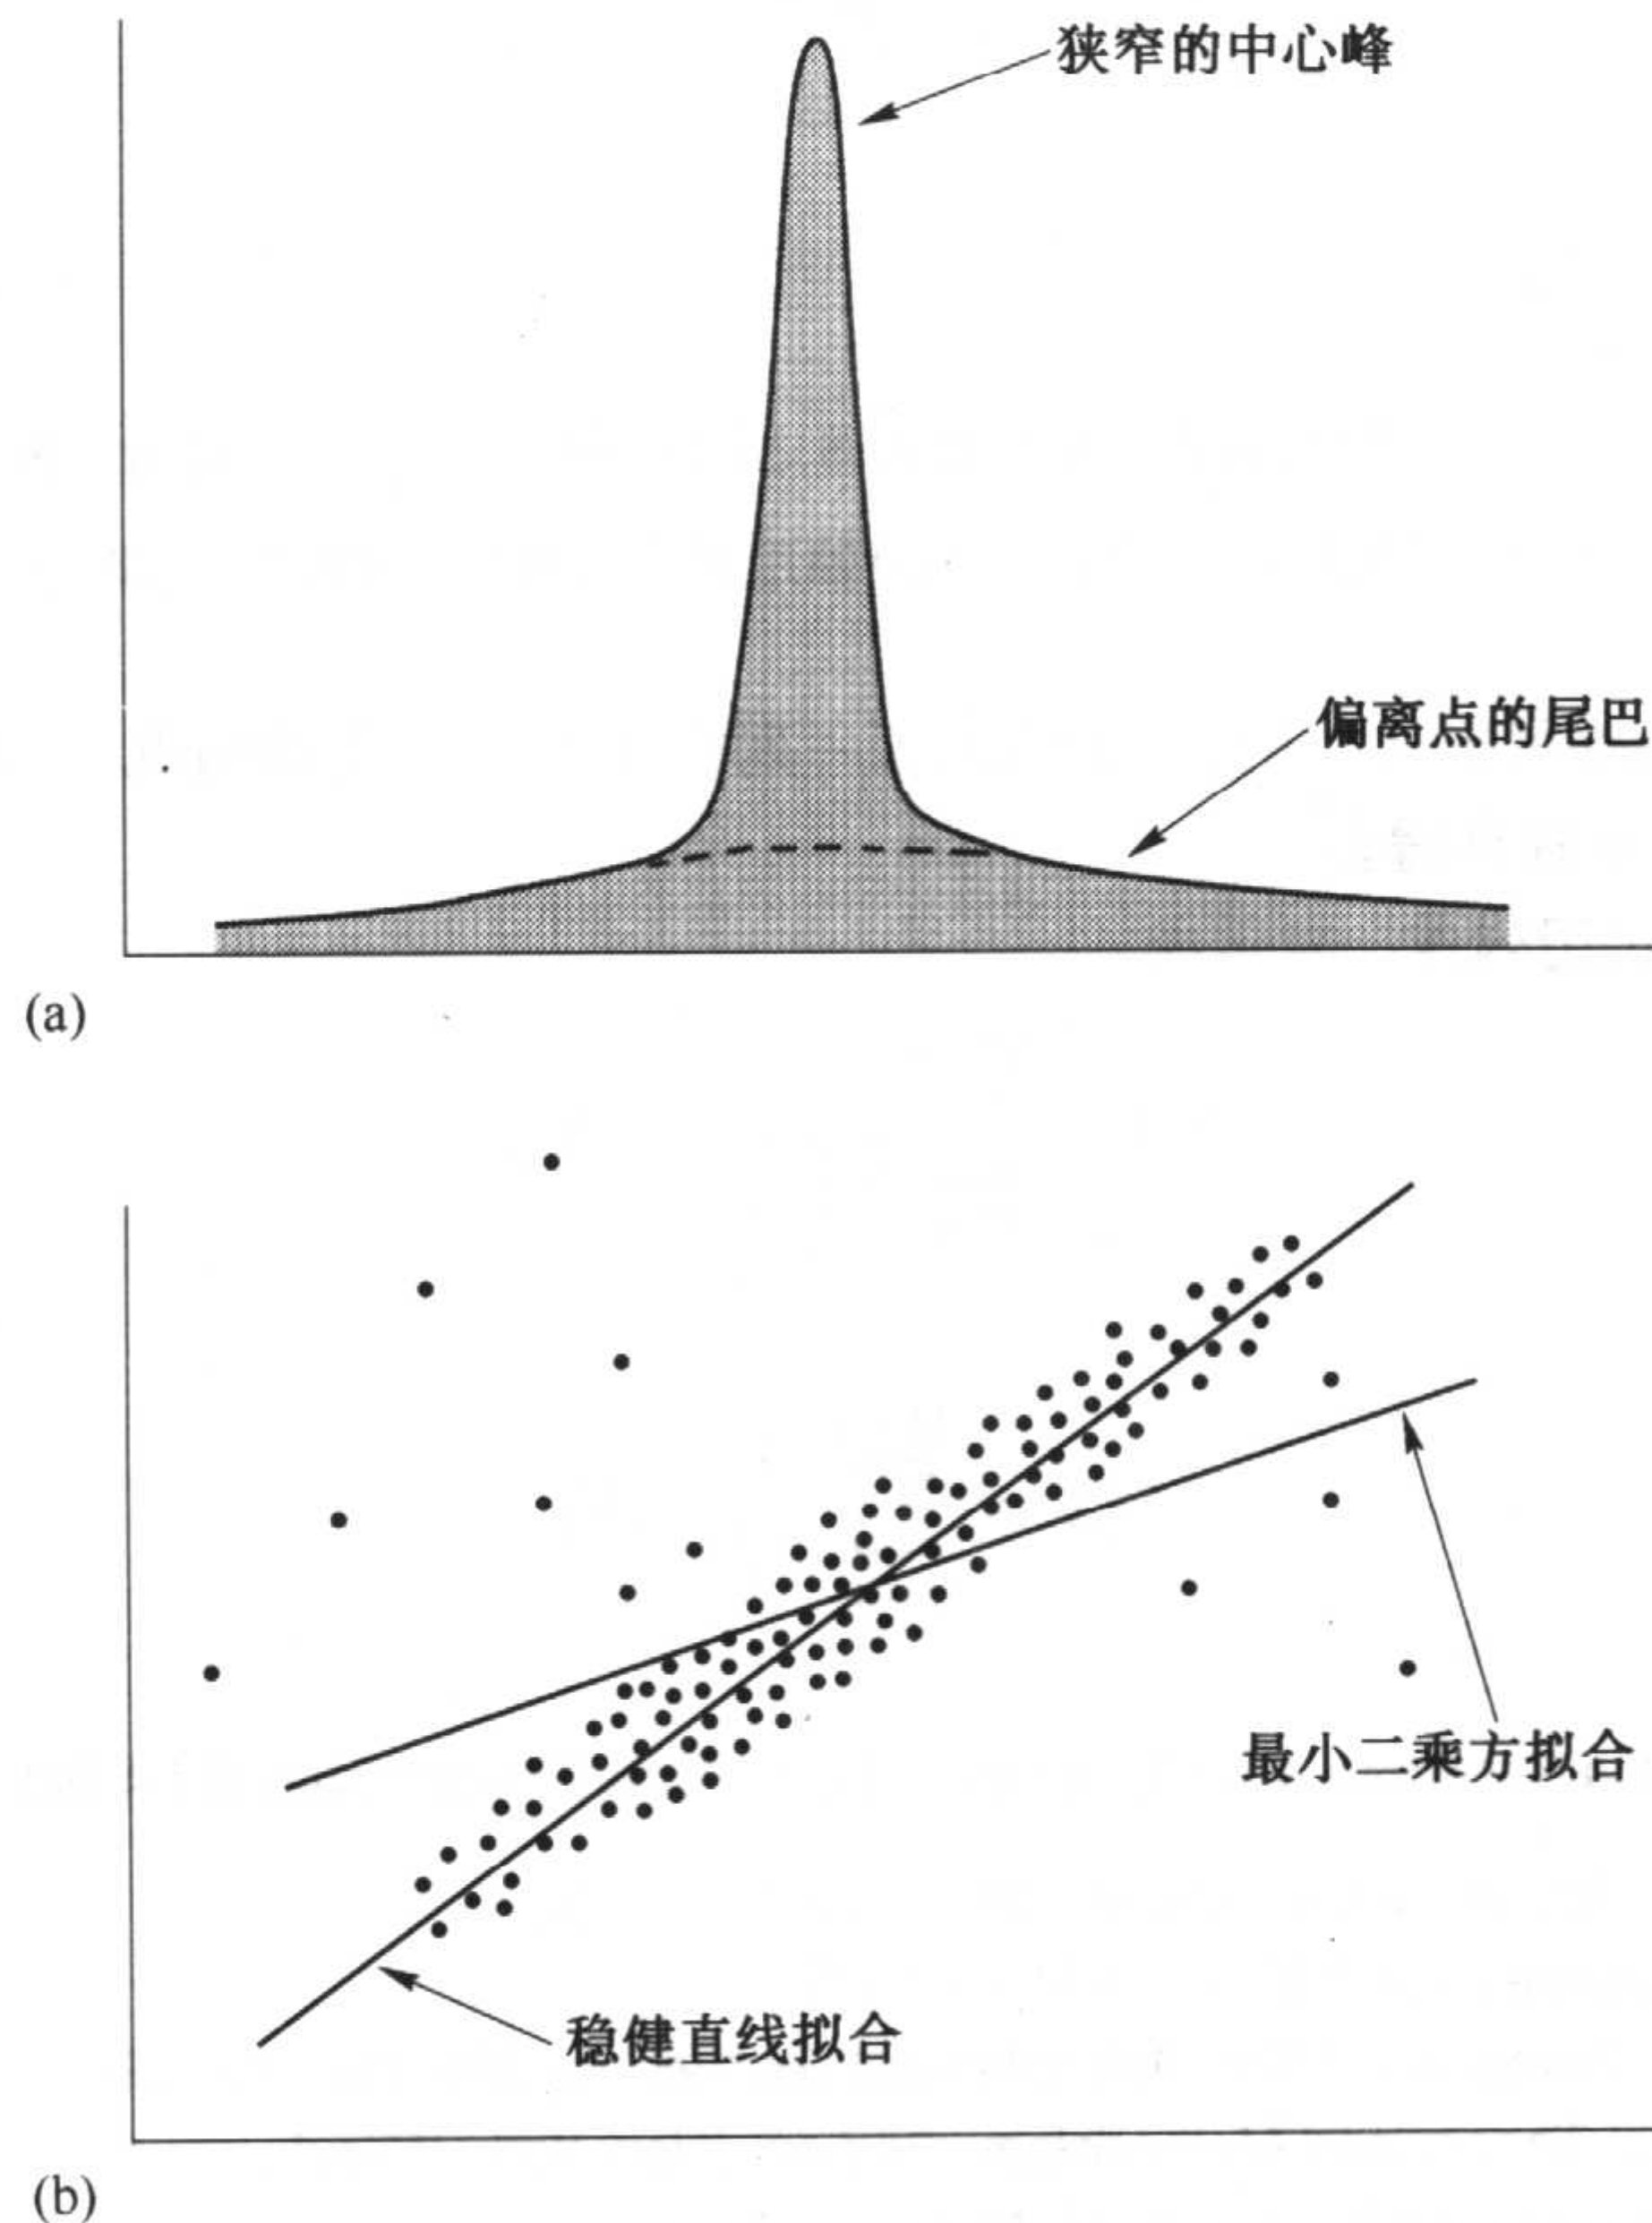 狭窄的中心峰
偏离点的尾巴
(a)
最小二乘方拟合
稳健直线拟合
(b)